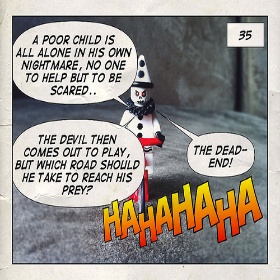 A POOR CHILD IS
ALL ALONE IN HIS OWN
NIGHTMARE, NO ONE
TO HELP BUT TO BE
SCARED..
35
THE DEVIL THEN
COMES OUT TO PLAY,
BUT WHICH ROAD SHOULD
HE TAKE TO REACH HIS
PREY?
THE DEAD-
END!
HAHAHAHA